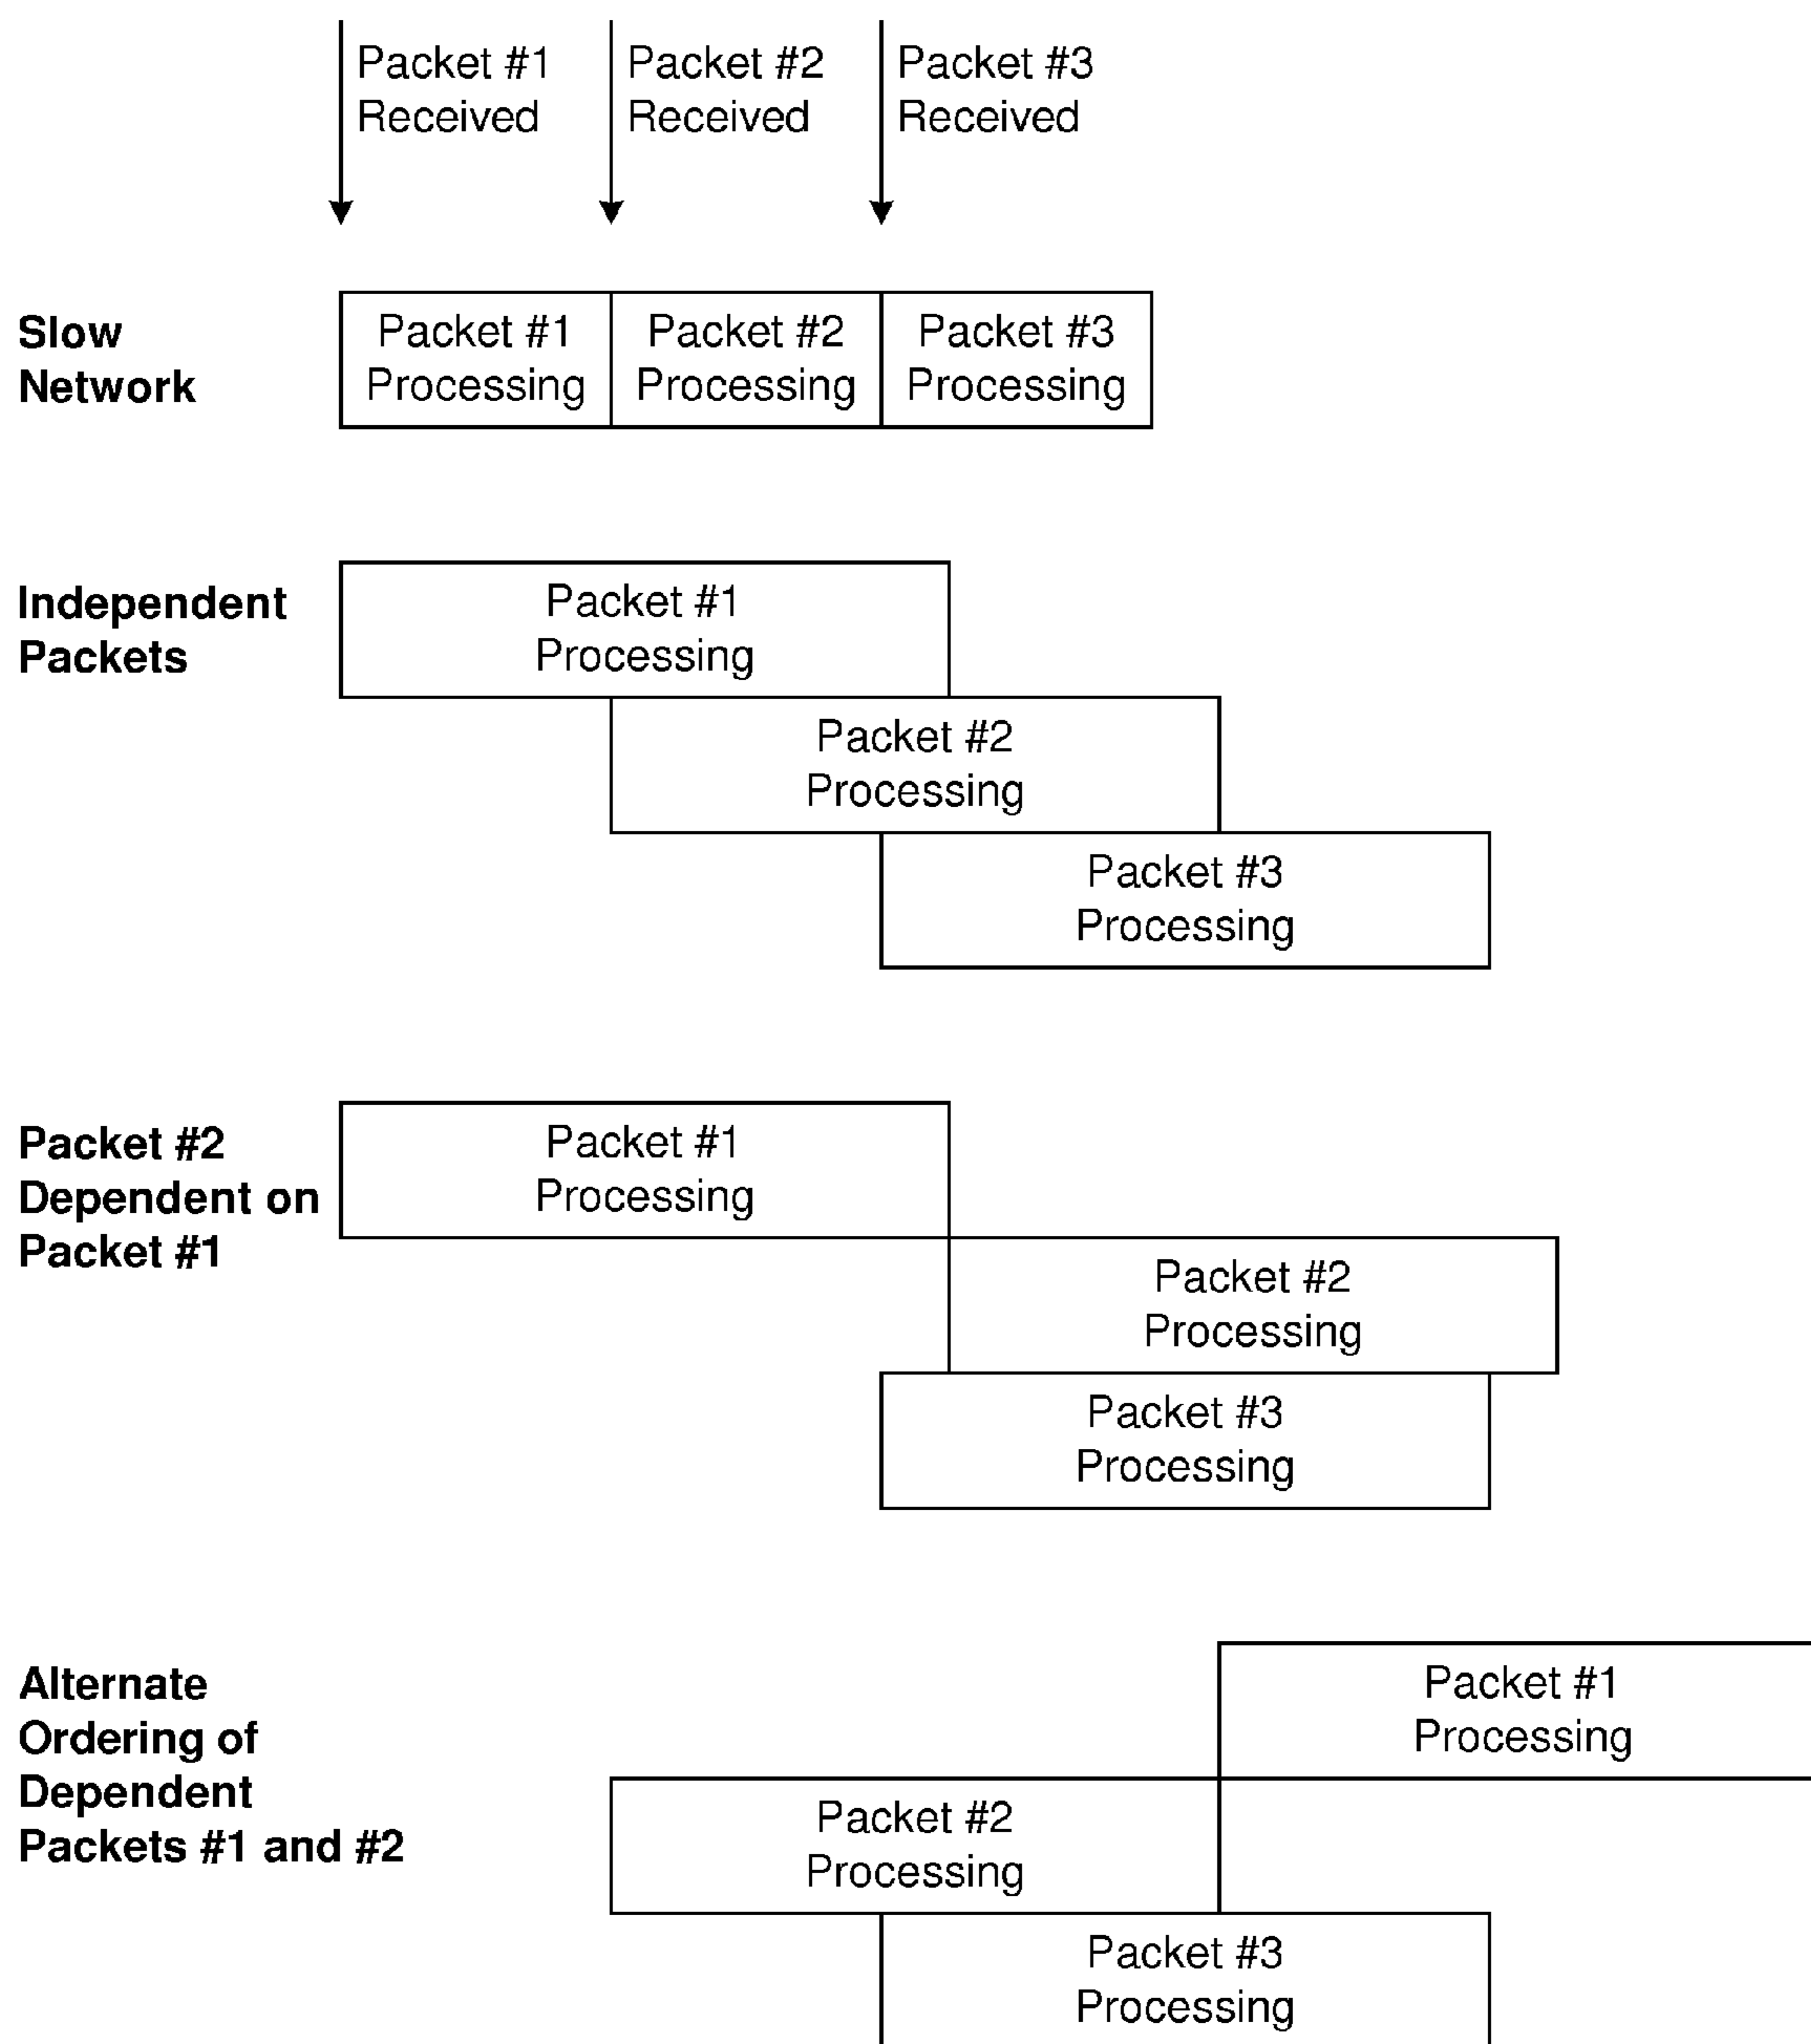 Packet #1
Received
Packet #2
Received
Packet #3
Received
Slow
Network
Packet #1
Processing
Packet #2
Processing
Packet #3
Processing
Independent
Packets
Packet #1
Processing
Packet #2
Processing
Packet #3
Processing
Packet #2
Dependent on
Packet #1
Packet #1
Processing
Packet #2
Processing
Packet #3
Processing
Alternate
Ordering of
Dependent
Packets #1 and #2
Packet #1
Processing
Packet #2
Processing
Packet #3
Processing